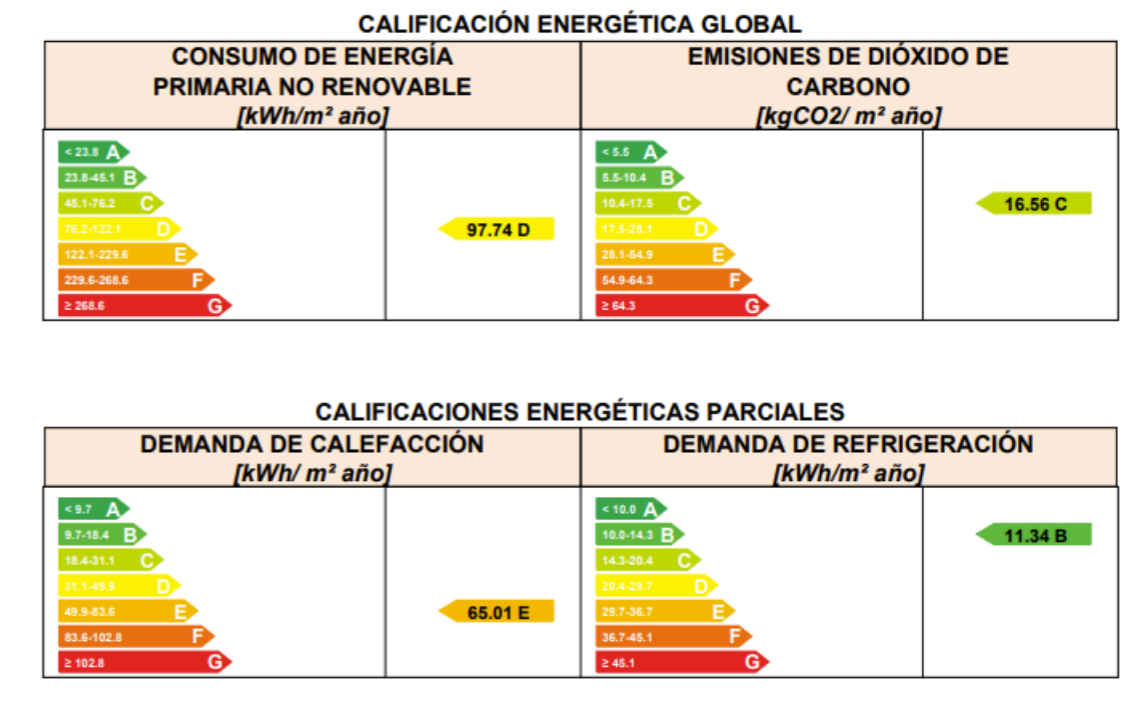 CALIFICACIÓN ENERGÉTICA GLOBAL
CONSUMO DE ENERGÍA
PRIMARIA NO RENOVABLE
[kWh/m² año]
EMISIONES DE DIÓXIDO DE
CARBONO
[kgCO2/ m² año]
< 23.8 A
23.8-45.1 B
45.1-76.2 C
76.2-122.1 D
122.1-229.6 E
229.6-268.6 F
≥ 268.6 G
97.74 D
< 5.5 A
5.5-10.4 B
10.4-17.5 C
17.5-28.1 D
28.1-54.9 E
54.9-64.3 F
≥ 64.3 G
16.56 C
CALIFICACIONES ENERGÉTICAS PARCIALES
DEMANDA DE CALEFACCIÓN
[kWh/ m² año]
DEMANDA DE REFRIGERACIÓN
[kWh/m² año]
< 9.7 A
9.7-18.4 B
18.4-31.1 C
31.1-49.9 D
49.9-83.6 E
83.6-102.8 F
≥ 102.8 G
65.01 E
< 10.0 A
10.0-14.3 B
14.3-20.4 C
20.4-29.7 D
29.7-36.7 E
36.7-45.1 F
≥ 45.1 G
11.34 B